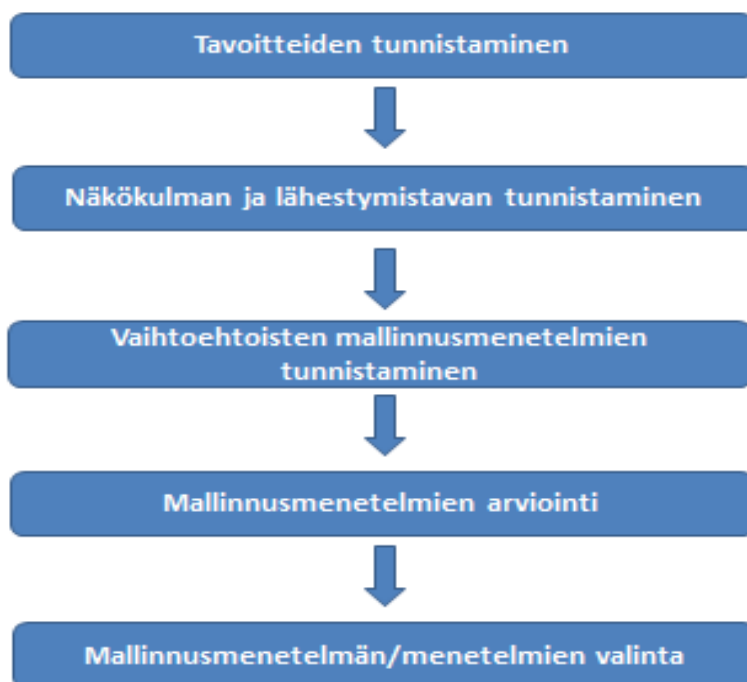 Tavoitteiden tunnistaminen
Näkökulman ja lähestymistavan tunnistaminen
Vaihtoehtoisten mallinnusmenetelmien
tunnistaminen
Mallinnusmenetelmien arviointi
Mallinnusmenetelmän/menetelmien valinta